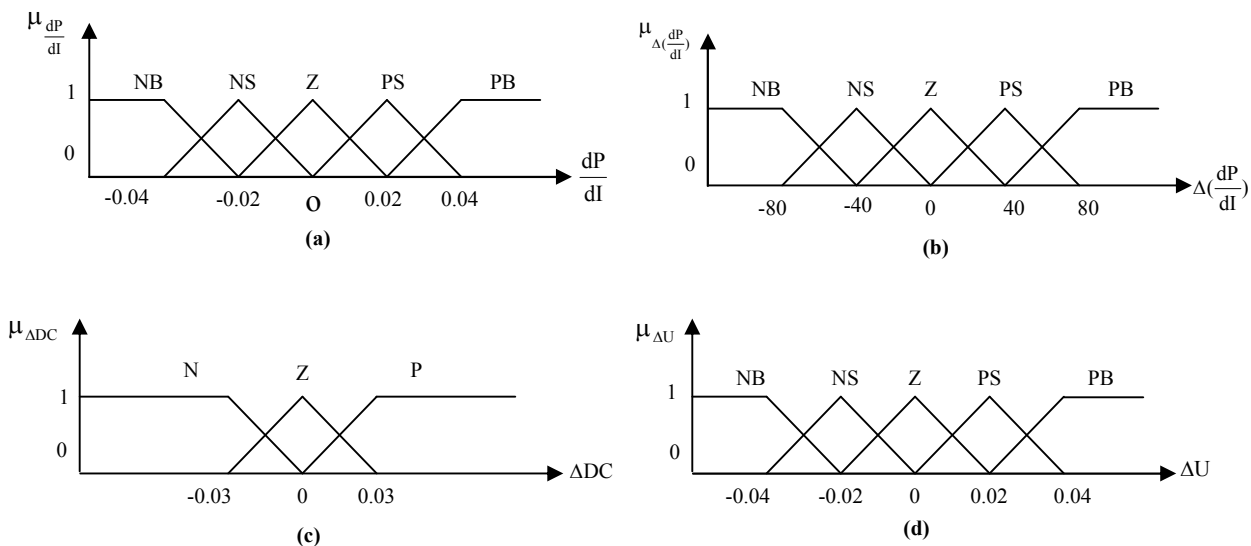 μ dP/dI
NB NS Z PS PB
1
0
-0.04 -0.02 O 0.02 0.04
dP/dI
(a)
μ Δ(dP/dI)
NB NS Z PS PB
1
0
-80 -40 0 40 80
Δ(dP/dI)
(b)
μ ΔDC
N Z P
1
0
-0.03 0 0.03
ΔDC
(c)
μ ΔU
NB NS Z PS PB
1
0
-0.04 -0.02 0 0.02 0.04
ΔU
(d)